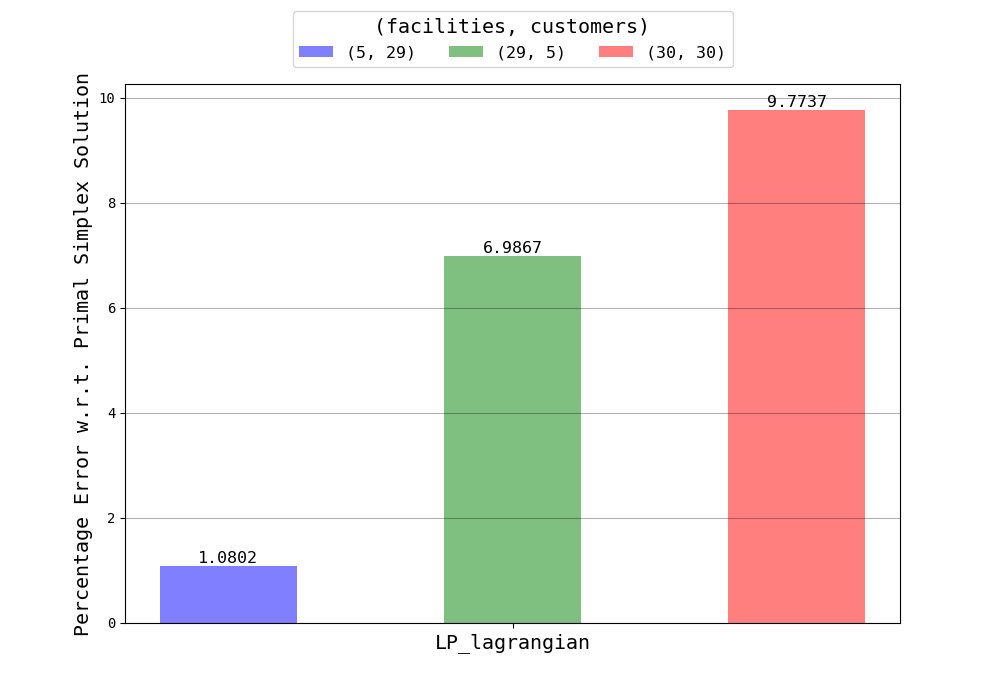 (facilities, customers)
(5, 29) (29, 5) (30, 30)
Percentage Error w.r.t. Primal Simplex Solution
10
8
6
4
2
0
1.0802
6.9867
9.7737
LP_lagrangian